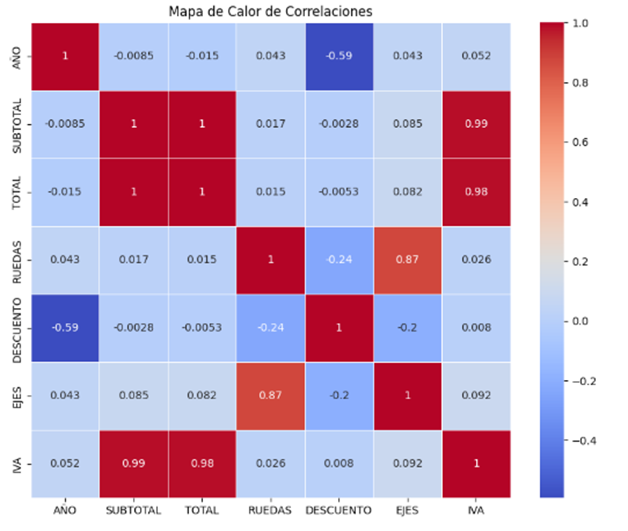 Mapa de Calor de Correlaciones
AÑO 1 -0.0085 -0.015 0.043 -0.59 0.043 0.052
SUBTOTAL -0.0085 1 1 0.017 -0.0028 0.085 0.99
TOTAL -0.015 1 1 0.015 -0.0053 0.082 0.98
RUEDAS 0.043 0.017 0.015 1 -0.24 0.87 0.026
DESCUENTO -0.59 -0.0028 -0.0053 -0.24 1 -0.2 0.008
EJES 0.043 0.085 0.082 0.87 -0.2 1 0.092
IVA 0.052 0.99 0.98 0.026 0.008 0.092 1
AÑO SUBTOTAL TOTAL RUEDAS DESCUENTO EJES IVA
1.0
0.8
0.6
0.4
0.2
0.0
−0.2
−0.4